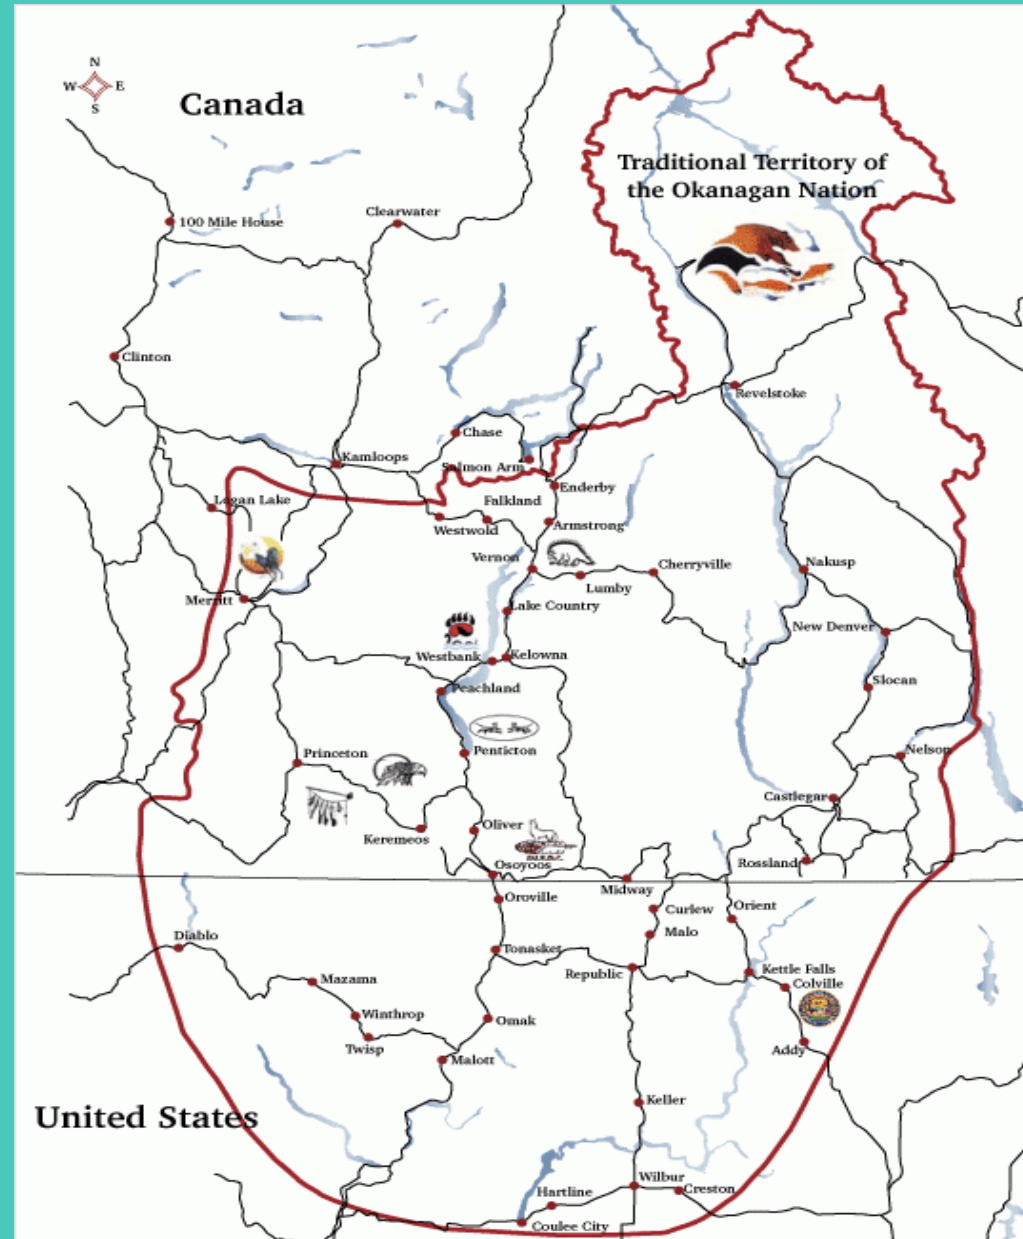 N
W E
S
Canada
Traditional Territory of
the Okanagan Nation
Clearwater
100 Mile House
Clinton
Revelstoke
Chase
Kamloops
Salmon Arm
Enderby
Logan Lake
Falkland
Westwold
Armstrong
Vernon
Cherryville
Nakusp
Lumby
Merritt
Lake Country
New Denver
Westbank
Kelowna
Peachland
Slocan
Princeton
Penticton
Nelson
Castlegar
Keremeos
Oliver
Osoyoos
Rossland
Midway
Oroville
Curlew
Orient
Diablo
Malo
Tonasket
Republic
Kettle Falls
Mazama
Colville
Winthrop
Omak
Twisp
Malott
Addy
United States
Keller
Wilbur
Hartline
Creston
Coulee City